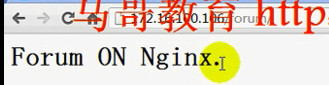 马哥教育 http
172.16.100.106/forum/
Forum ON Nginx.